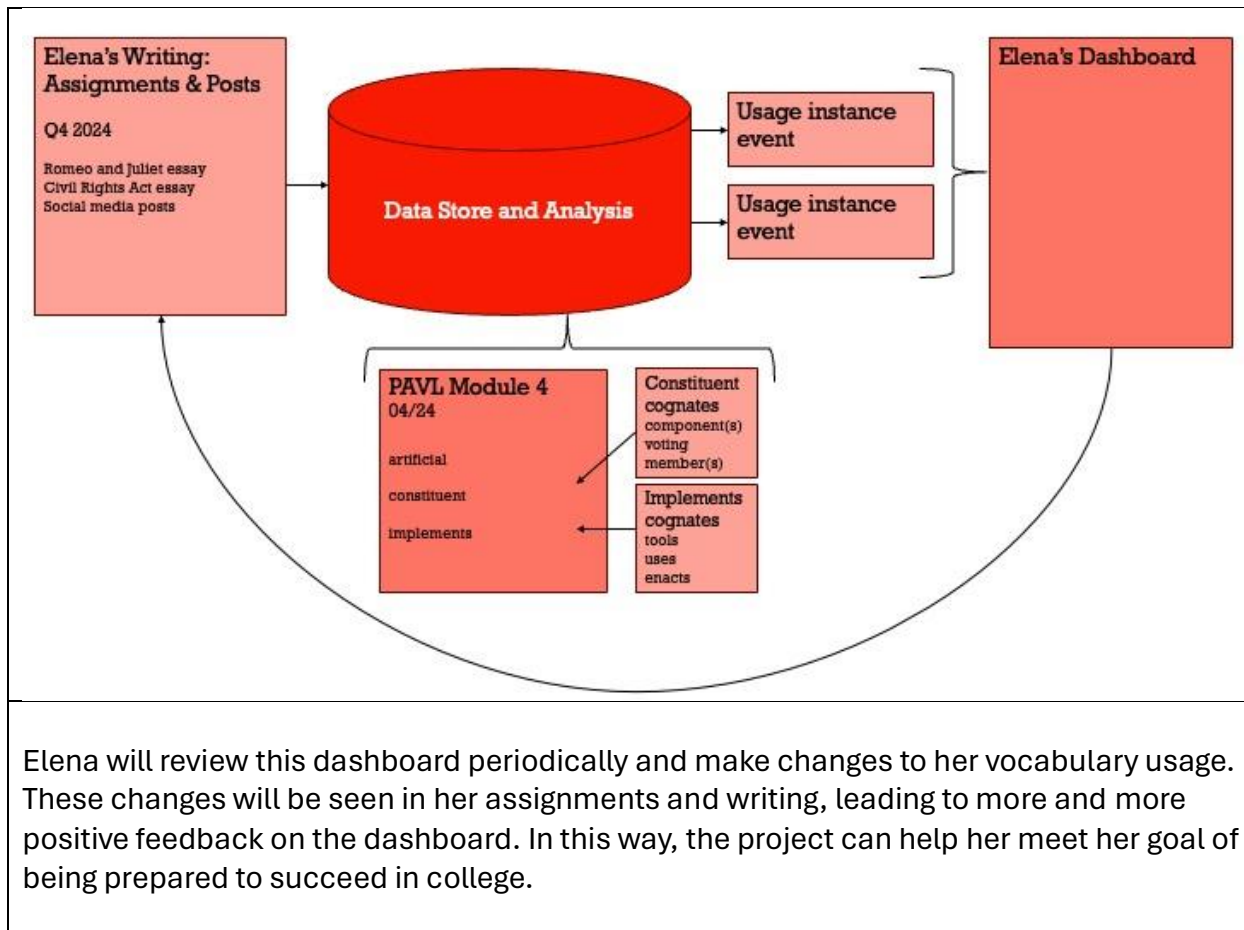 Elena's Writing:
Assignments & Posts
Q4 2024
Romeo and Juliet essay
Civil Rights Act essay
Social media posts
Data Store and Analysis
Usage instance
event
Usage instance
event
Elena's Dashboard
PAVL Module 4
04/24
artificial
constituent
implements
Constituent
cognates
component(s)
voting
member(s)
Implements
cognates
tools
uses
enacts
Elena will review this dashboard periodically and make changes to her vocabulary usage.
These changes will be seen in her assignments and writing, leading to more and more
positive feedback on the dashboard. In this way, the project can help her meet her goal of
being prepared to succeed in college.